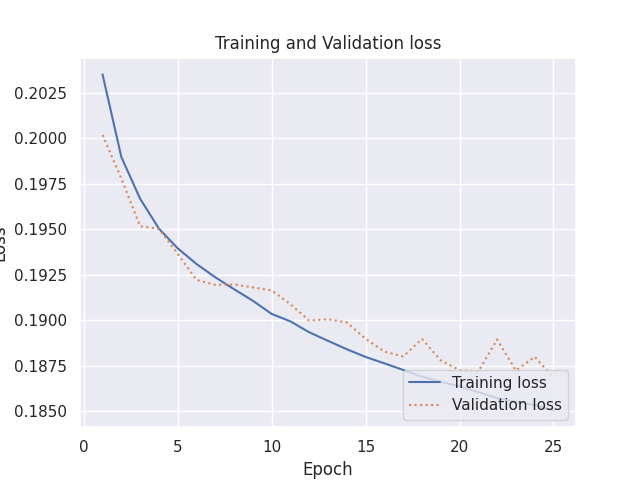 Training and Validation loss
0.2025
0.2000
0.1975
0.1950
0.1925
0.1900
0.1875
0.1850
Loss
0 5 10 15 20 25
Epoch
Training loss
Validation loss